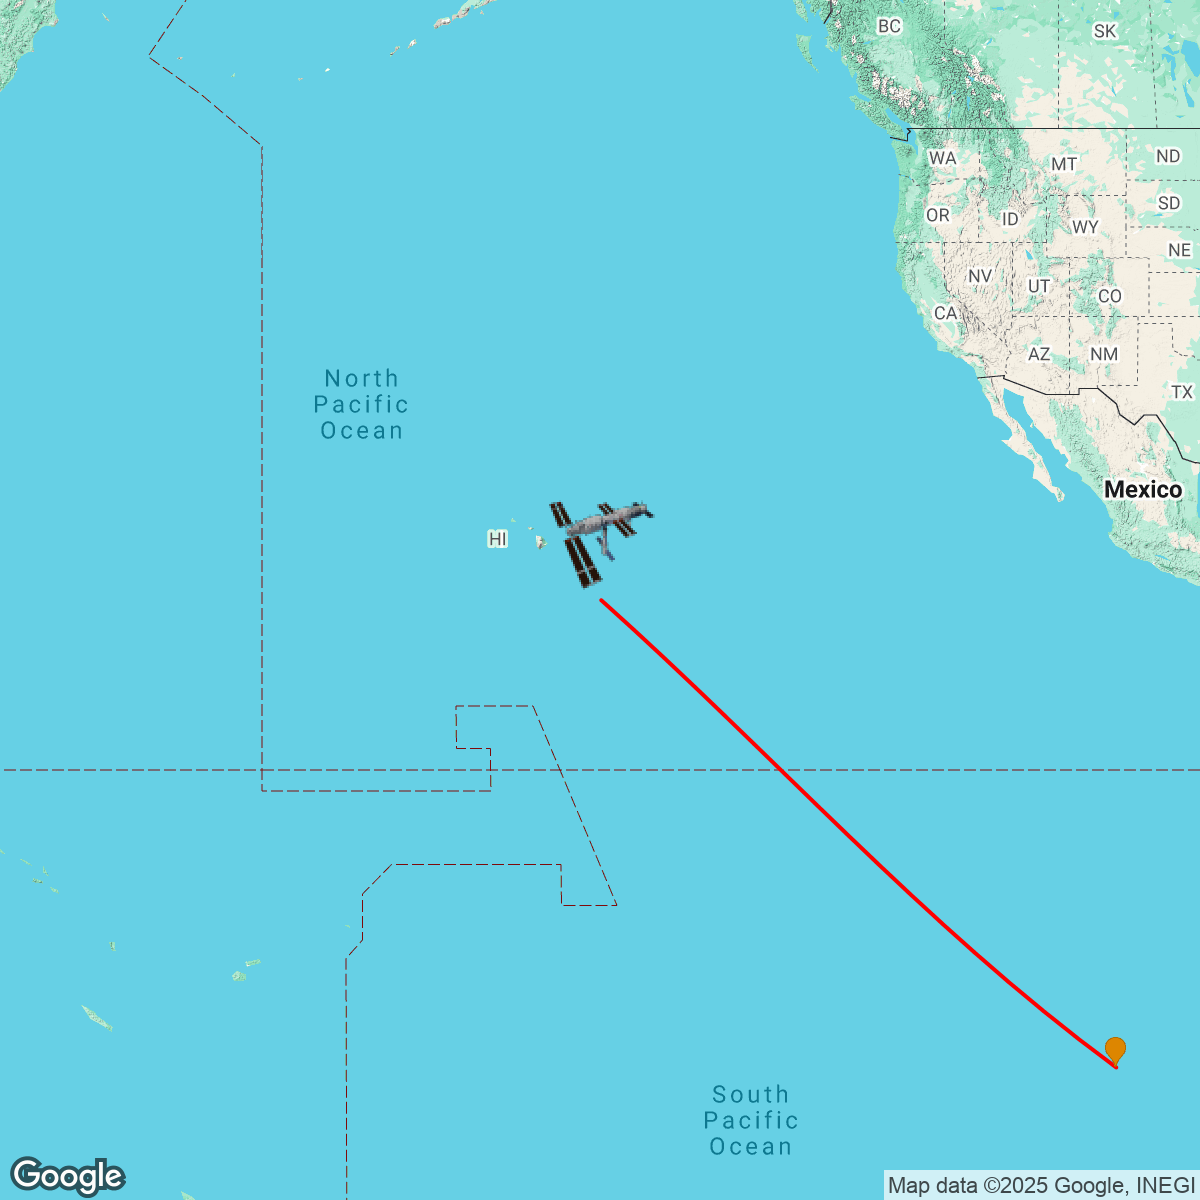 BC
SK
WA
MT
ND
OR
ID
SD
WY
NE
NV
UT
CO
CA
AZ
NM
TX
North
Pacific
Ocean
Mexico
HI
South
Pacific
Ocean
Google
Map data ©2025 Google, INEGI